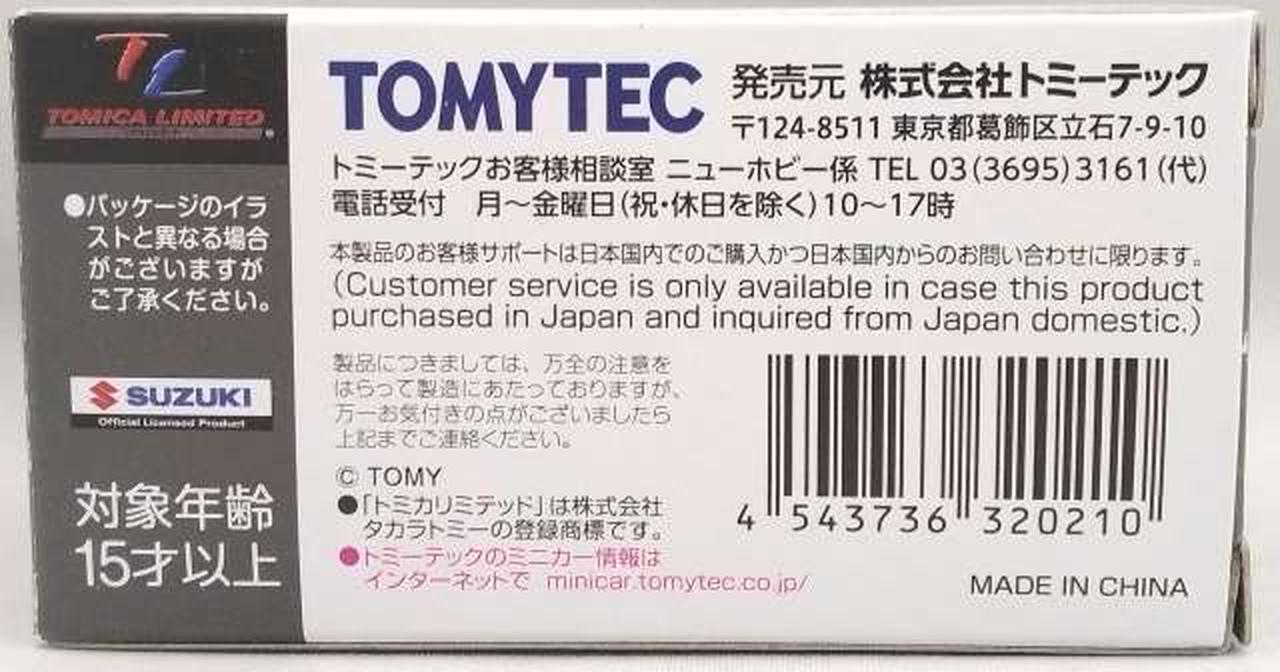 TL
TOMICA LIMITED
●パッケージのイラ
ストと異なる場合
がございますが
ご了承ください。
SUZUKI
Official Licensed Product
対象年齢
15才以上
TOMYTEC 発売元 株式会社トミーテック
〒124-8511 東京都葛飾区立石7-9-10
トミーテックお客様相談室 ニューホビー係 TEL 03(3695)3161(代)
電話受付 月〜金曜日(祝・休日を除く)10〜17時
本製品のお客様サポートは日本国内でのご購入かつ日本国内からのお問い合わせに限ります。
(Customer service is only available in case this product
purchased in Japan and inquired from Japan domestic.)
製品につきましては、万全の注意を
はらって製造にあたっておりますが、
万一お気付きの点がございましたら
上記までご連絡ください。
© TOMY
●「トミカリミテッド」は株式会社
タカラトミーの登録商標です。
●トミーテックのミニカー情報は
インターネットで minicar.tomytec.co.jp/
4 543736 320210
MADE IN CHINA